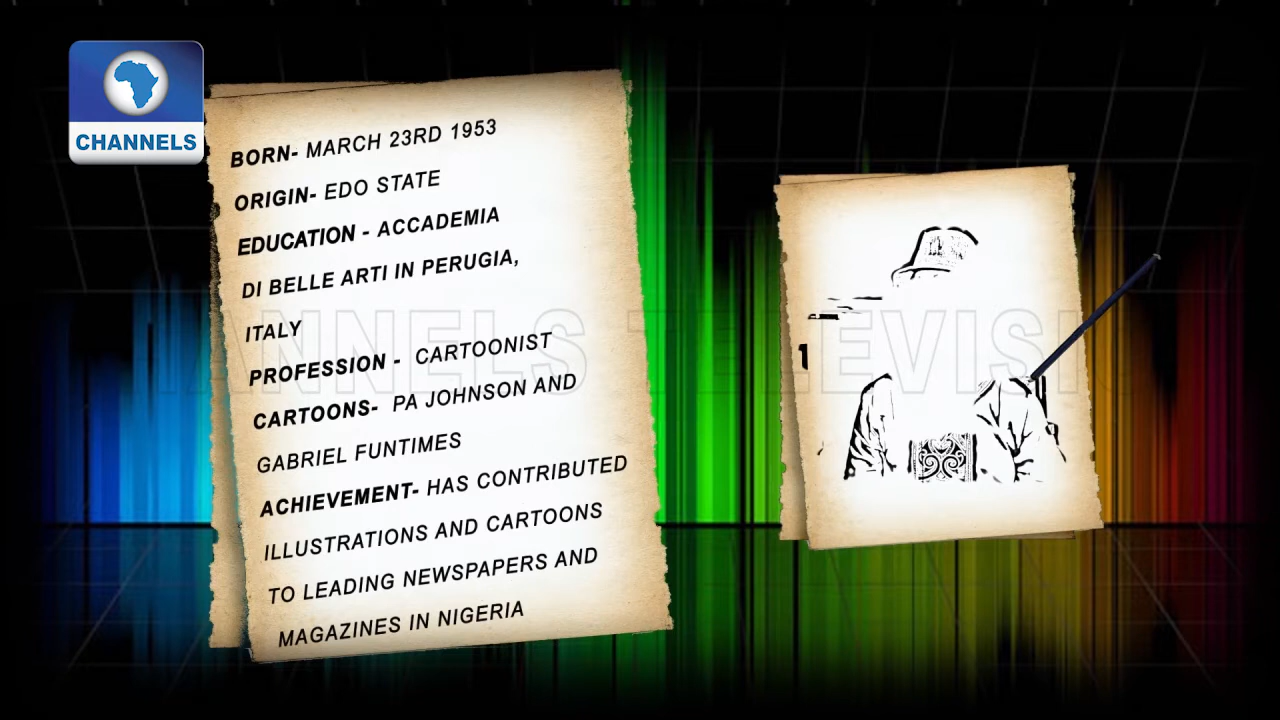 CHANNELS
BORN- MARCH 23RD 1953
ORIGIN- EDO STATE
EDUCATION - ACCADEMIA
DI BELLE ARTI IN PERUGIA,
ITALY
PROFESSION - CARTOONIST
CARTOONS- PA JOHNSON AND
GABRIEL FUNTIMES
ACHIEVEMENT- HAS CONTRIBUTED
ILLUSTRATIONS AND CARTOONS
TO LEADING NEWSPAPERS AND
MAGAZINES IN NIGERIA